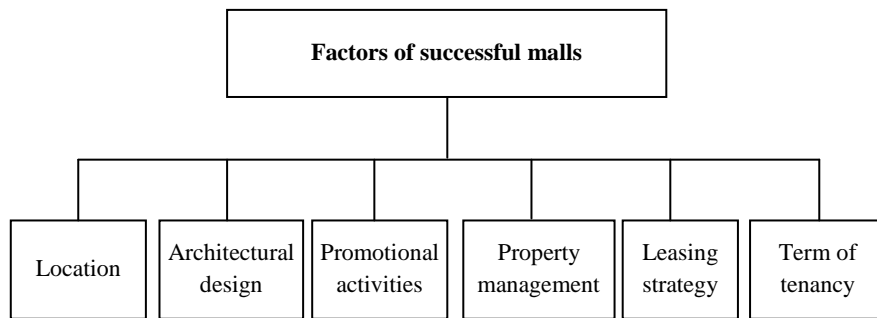 Factors of successful malls
Location
Architectural
design
Promotional
activities
Property
management
Leasing
strategy
Term of
tenancy